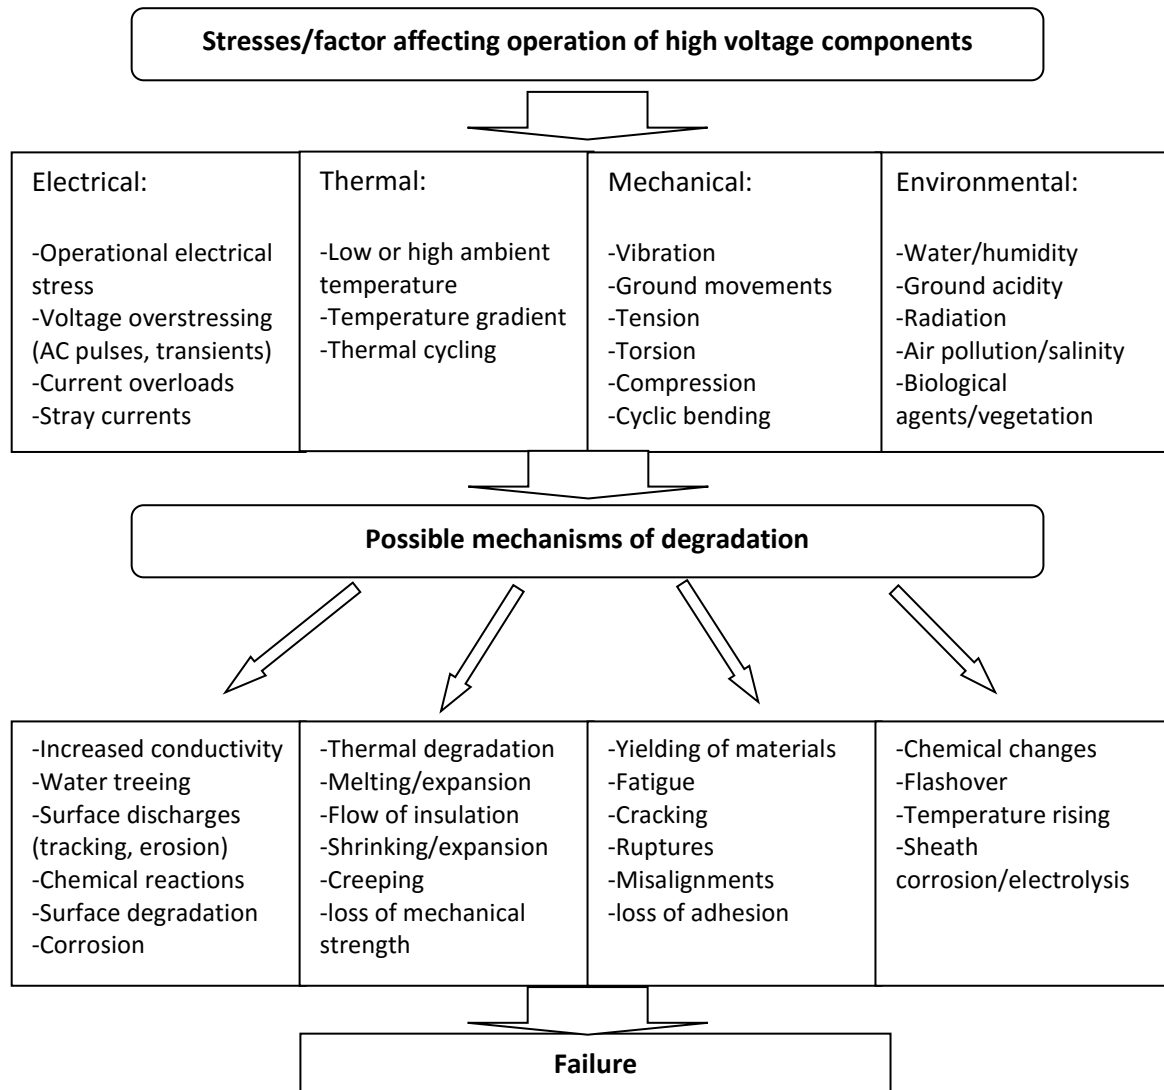 Stresses/factor affecting operation of high voltage components
Electrical:
-Operational electrical
stress
-Voltage overstressing
(AC pulses, transients)
-Current overloads
-Stray currents
Thermal:
-Low or high ambient
temperature
-Temperature gradient
-Thermal cycling
Mechanical:
-Vibration
-Ground movements
-Tension
-Torsion
-Compression
-Cyclic bending
Environmental:
-Water/humidity
-Ground acidity
-Radiation
-Air pollution/salinity
-Biological
agents/vegetation
Possible mechanisms of degradation
-Increased conductivity
-Water treeing
-Surface discharges
(tracking, erosion)
-Chemical reactions
-Surface degradation
-Corrosion
-Thermal degradation
-Melting/expansion
-Flow of insulation
-Shrinking/expansion
-Creeping
-loss of mechanical
strength
-Yielding of materials
-Fatigue
-Cracking
-Ruptures
-Misalignments
-loss of adhesion
-Chemical changes
-Flashover
-Temperature rising
-Sheath
corrosion/electrolysis
Failure